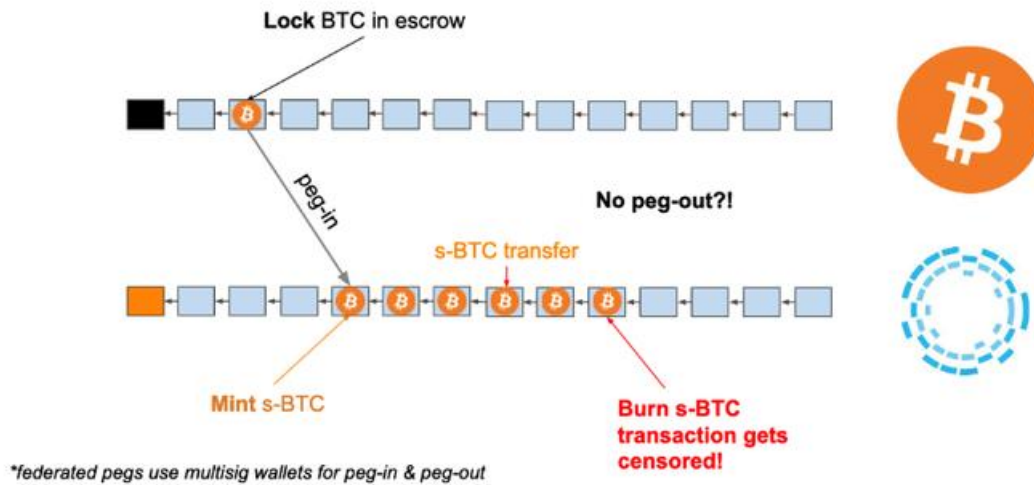 Lock BTC in escrow
peg-in
No peg-out?!
s-BTC transfer
Mint s-BTC
Burn s-BTC
transaction gets
censored!
*federated pegs use multisig wallets for peg-in & peg-out